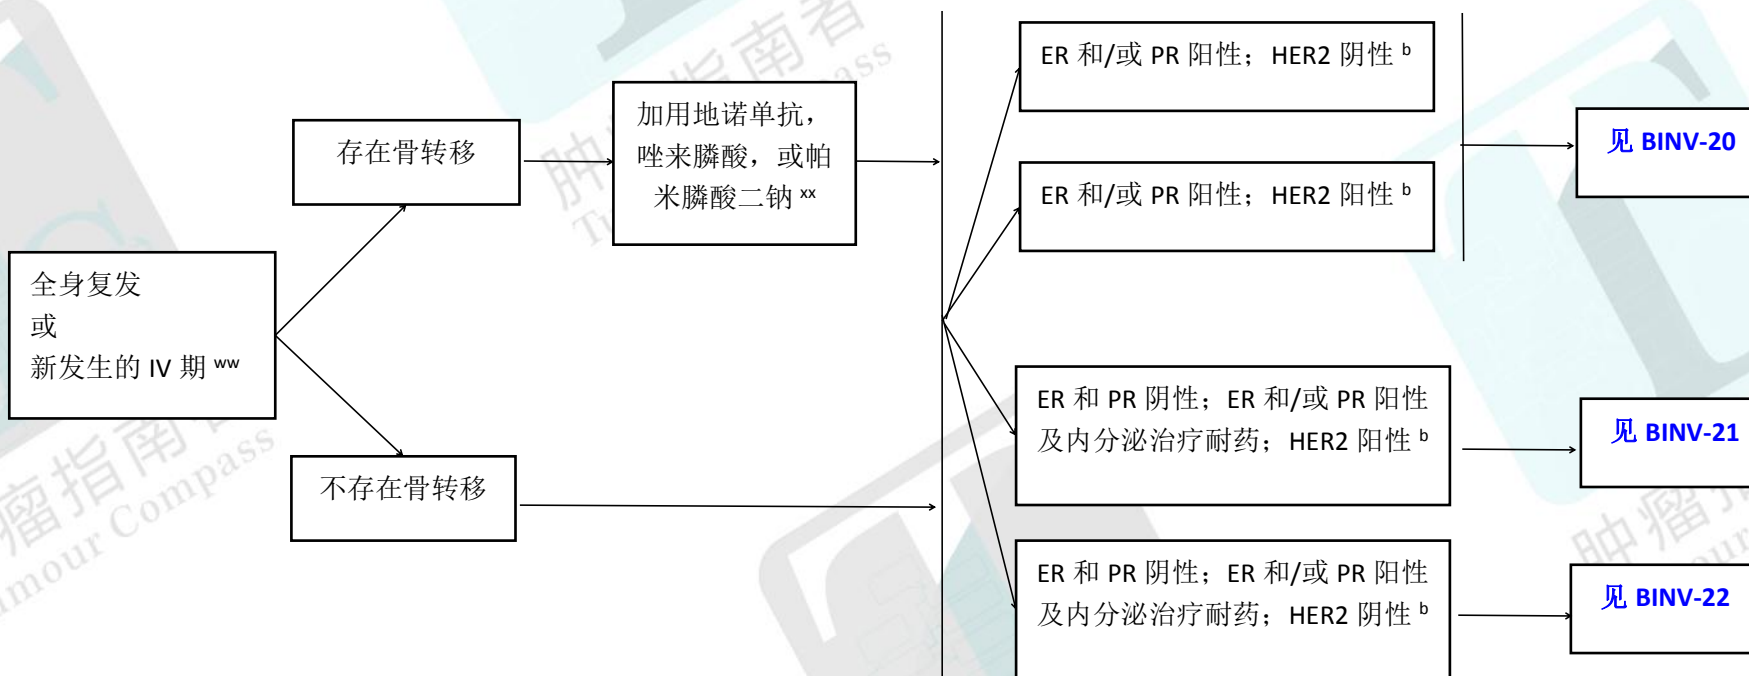 全身复发
或
新发生的 IV 期 ww
存在骨转移
不存在骨转移
加用地诺单抗，
唑来膦酸，或帕
米膦酸二钠 xx
ER 和/或 PR 阳性；HER2 阴性 b
ER 和/或 PR 阳性；HER2 阳性 b
见 BINV-20
ER 和 PR 阴性；ER 和/或 PR 阳性
及内分泌治疗耐药；HER2 阳性 b
见 BINV-21
ER 和 PR 阴性；ER 和/或 PR 阳性
及内分泌治疗耐药；HER2 阴性 b
见 BINV-22